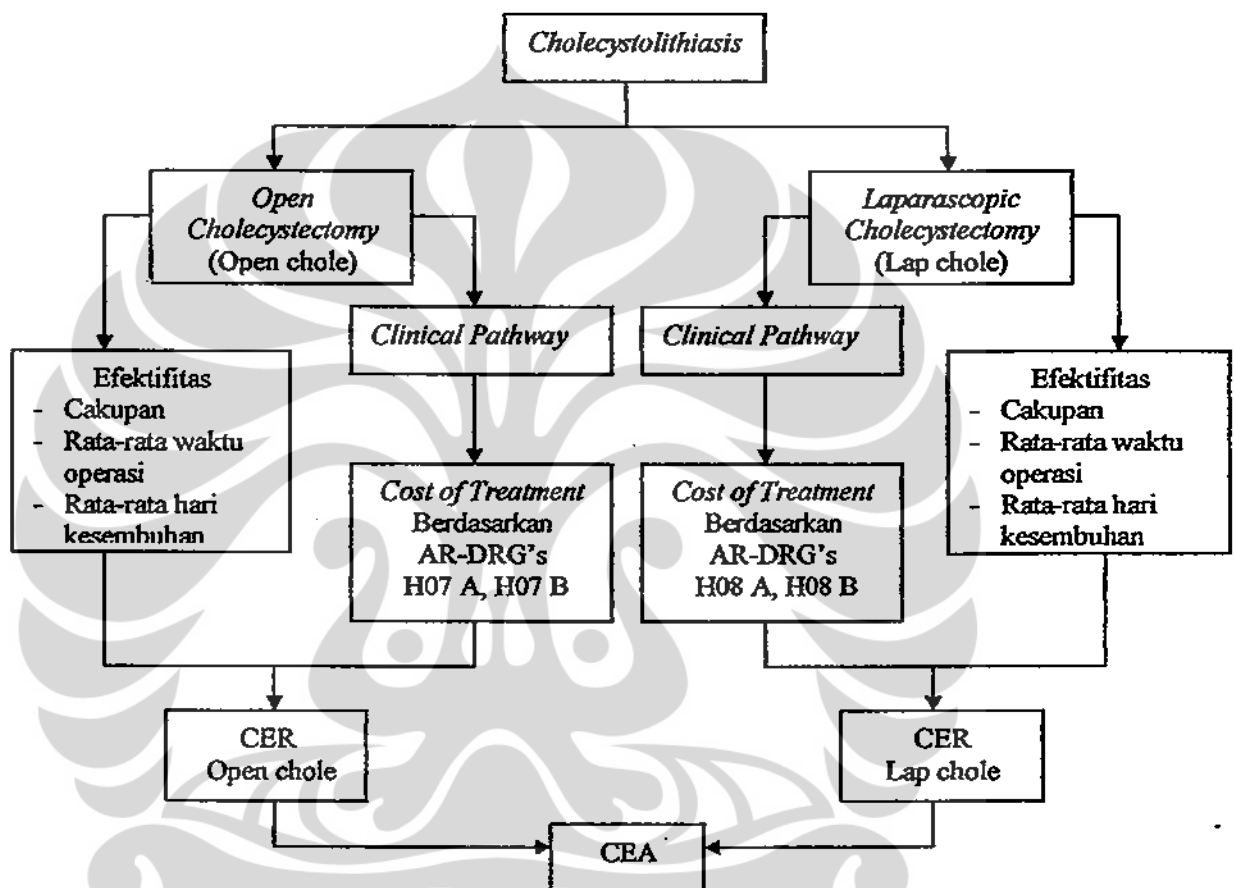 Cholecystolithiasis
Open
Cholecystectomy
(Open chole)
Laparascopic
Cholecystectomy
(Lap chole)
Clinical Pathway
Clinical Pathway
Efektifitas
- Cakupan
- Rata-rata waktu
operasi
- Rata-rata hari
kesembuhan
Cost of Treatment
Berdasarkan
AR-DRG's
H07 A, H07 B
Cost of Treatment
Berdasarkan
AR-DRG's
H08 A, H08 B
Efektifitas
- Cakupan
- Rata-rata waktu
operasi
- Rata-rata hari
kesembuhan
CER
Open chole
CER
Lap chole
CEA